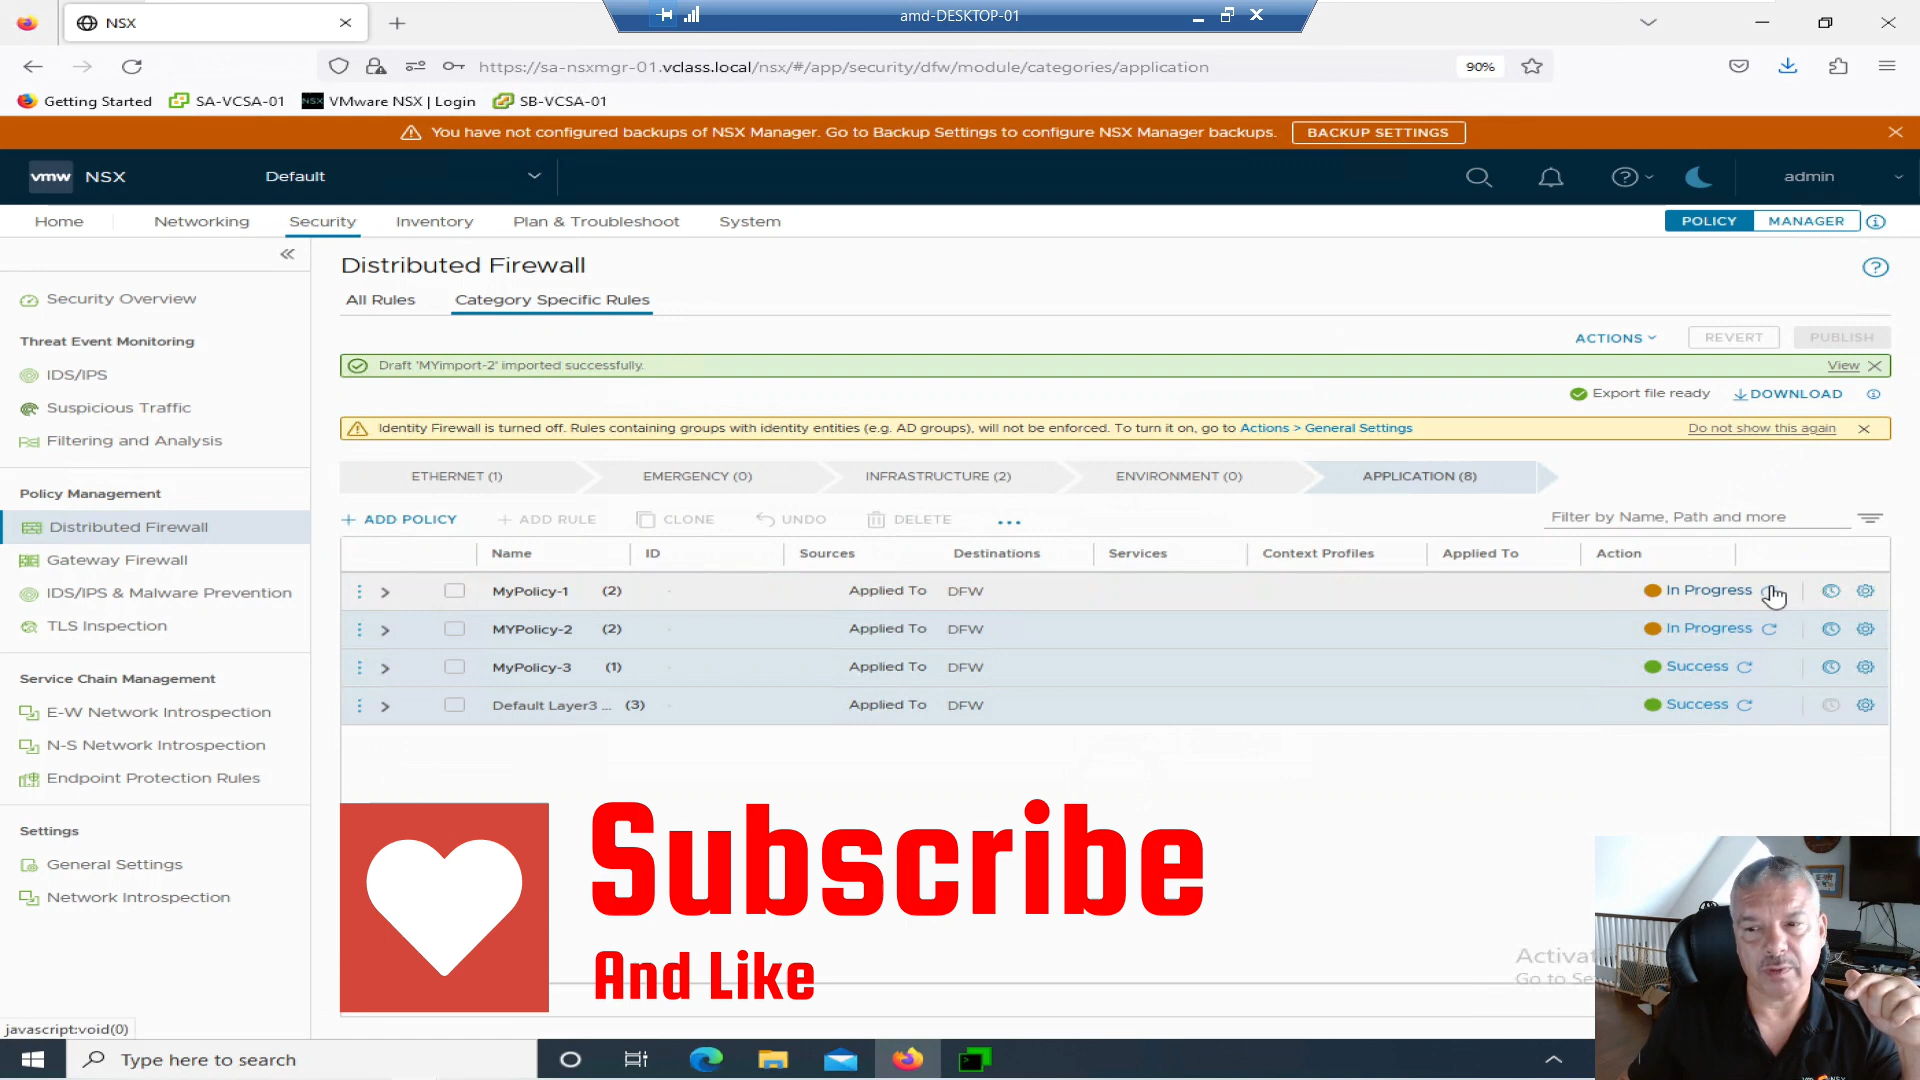 NSX
amd-DESKTOP-01
https://sa-nsxmgr-01.vclass.local/nsx/#/app/security/dfw/module/categories/application
90%
Getting Started SA-VCSA-01 NSX VMware NSX | Login SB-VCSA-01
You have not configured backups of NSX Manager. Go to Backup Settings to configure NSX Manager backups. BACKUP SETTINGS
vmw NSX Default admin
Home Networking Security Inventory Plan & Troubleshoot System POLICY MANAGER
Distributed Firewall
All Rules Category Specific Rules
ACTIONS REVERT PUBLISH
Draft 'MYimport-2' imported successfully. View
Export file ready DOWNLOAD
Identity Firewall is turned off. Rules containing groups with identity entities (e.g. AD groups), will not be enforced. To turn it on, go to Actions > General Settings Do not show this again
ETHERNET (1) EMERGENCY (0) INFRASTRUCTURE (2) ENVIRONMENT (0) APPLICATION (8)
+ ADD POLICY + ADD RULE CLONE UNDO DELETE ... Filter by Name, Path and more
Name ID Sources Destinations Services Context Profiles Applied To Action
MyPolicy-1 (2) Applied To DFW In Progress
MYPolicy-2 (2) Applied To DFW In Progress
MyPolicy-3 (1) Applied To DFW Success
Default Layer3 ... (3) Applied To DFW Success
Security Overview
Threat Event Monitoring
IDS/IPS
Suspicious Traffic
Filtering and Analysis
Policy Management
Distributed Firewall
Gateway Firewall
IDS/IPS & Malware Prevention
TLS Inspection
Service Chain Management
E-W Network Introspection
N-S Network Introspection
Endpoint Protection Rules
Settings
General Settings
Network Introspection
Subscribe
And Like
Activat
Go to Se
javascript:void(0)
Type here to search